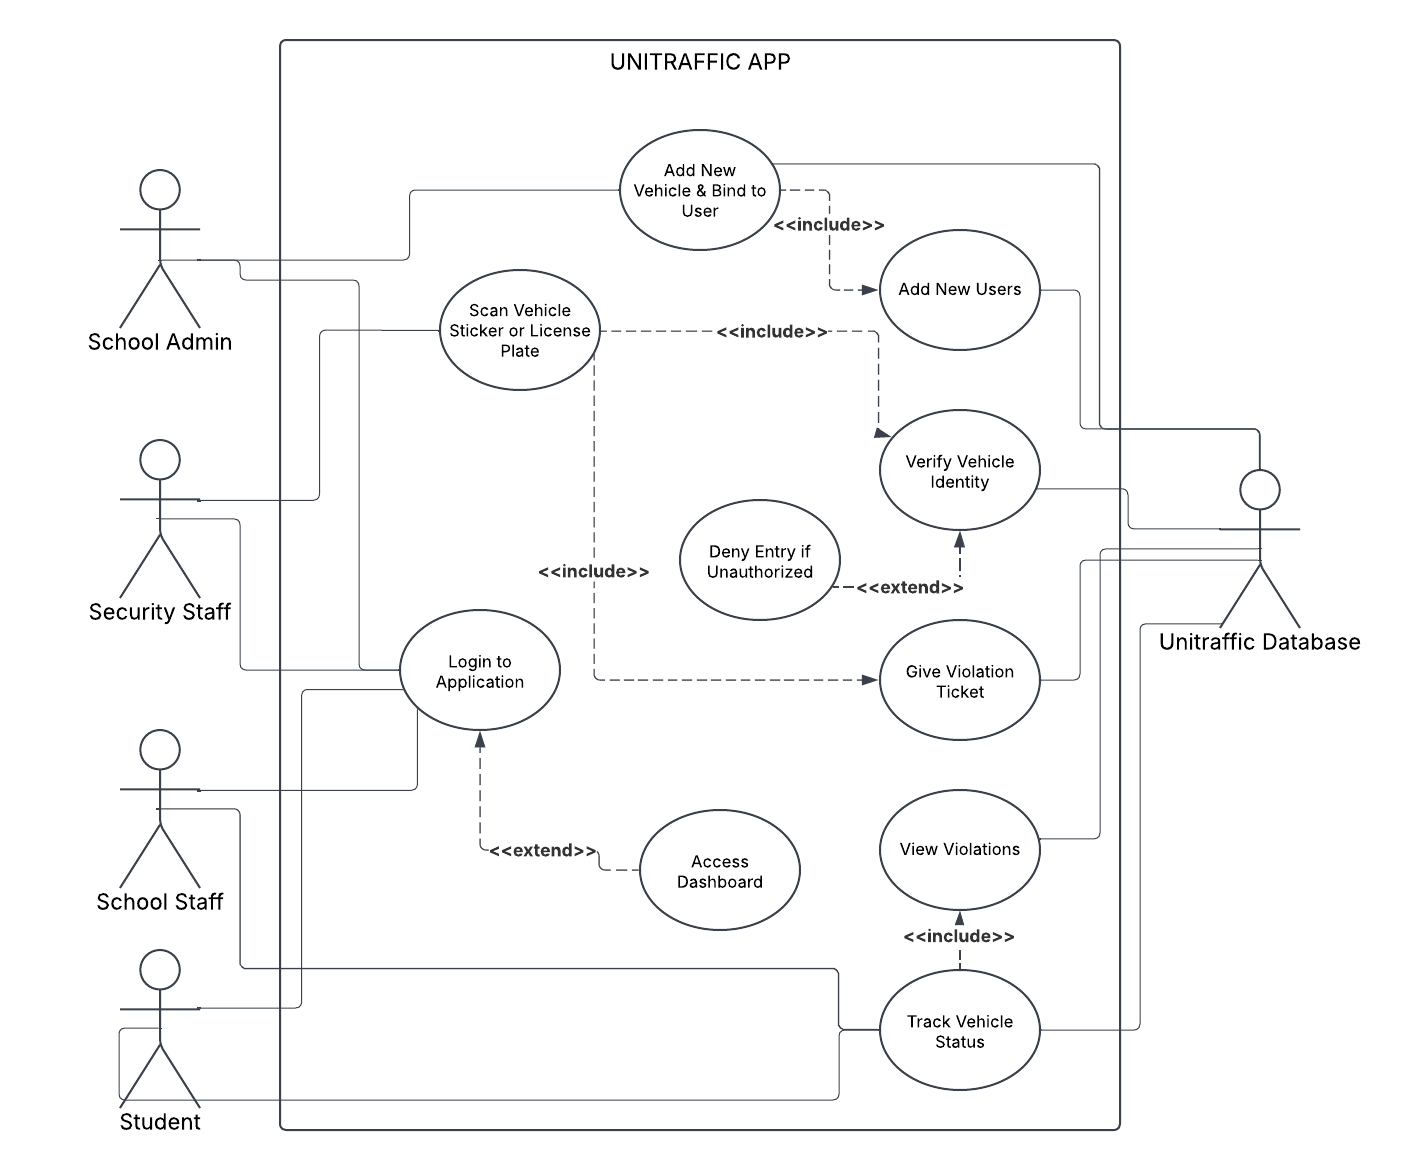 UNITRAFFIC APP
Add New
Vehicle & Bind to
User
<<include>>
Add New Users
School Admin
Scan Vehicle
Sticker or License
Plate
<<include>>
Verify Vehicle
Identity
Security Staff
Deny Entry if
Unauthorized
<<include>>
<<extend>>
Unitraffic Database
Login to
Application
Give Violation
Ticket
School Staff
<<extend>>
Access
Dashboard
View Violations
<<include>>
Track Vehicle
Status
Student